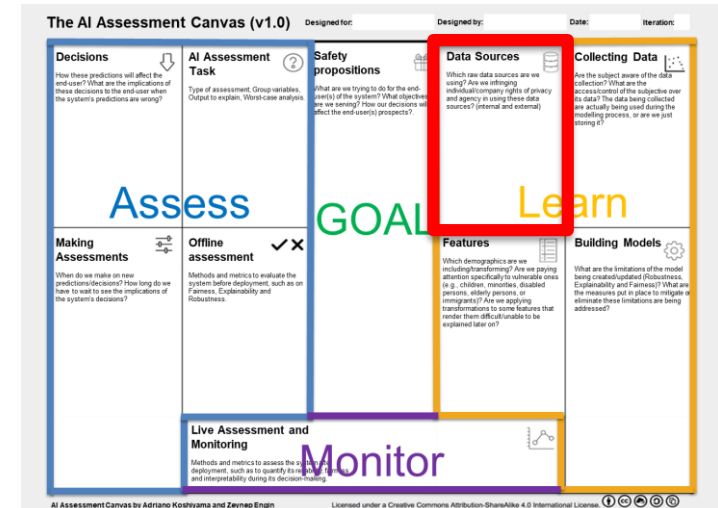 The AI Assessment Canvas (v1.0)
Designed for:
Designed by:
Date:
Iteration:
Decisions
How these predictions will affect the
end-user? What are the implications of
these decisions to the end-user when
the system's predictions are wrong?
AI Assessment
Task
Type of assessment, Group variables,
Output to explain, Worst-case analysis.
Safety
propositions
What are we trying to do for the end-
user(s) of the system? What objectives
are we serving? How our decisions will
affect the end-user(s) prospects?.
Data Sources
Which raw data sources are we
using? Are we infringing
individual/company rights of privacy
and agency in using these data
sources? (internal and external)
Collecting Data
Are the subject aware of the data
collection? What are the
access/control of the subjective over
its data? The data being collected
are actually being used during the
modelling process, or are we just
storing it?
Assess
GOAL
Learn
Making
Assessments
When do we make on new
predictions/decisions? How long do we
have to wait to see the implications of
the system's decisions?
Offline
assessment
Methods and metrics to evaluate the
system before deployment, such as on
Fairness, Explainability and
Robustness.
Features
Which demographics are we
including/transforming? Are we paying
attention specifically to vulnerable ones
(e.g., children, minorities, disabled
persons, elderly persons, or
immigrants)? Are we applying
transformations to some features that
render them difficult/unable to be
explained later on?
Building Models
What are the limitations of the model
being created/updated (Robustness,
Explainability and Fairness)? What are
the measures put in place to mitigate or
eliminate these limitations are being
addressed?
Live Assessment and
Monitoring
Methods and metrics to assess the
deployment, such as to quantify its
and interpretability during its decision-making.
Monitor
AI Assessment Canvas by Adriano Koshiyama and Zeynep Engin
Licensed under a Creative Commons Attribution-ShareAlike 4.0 International License.